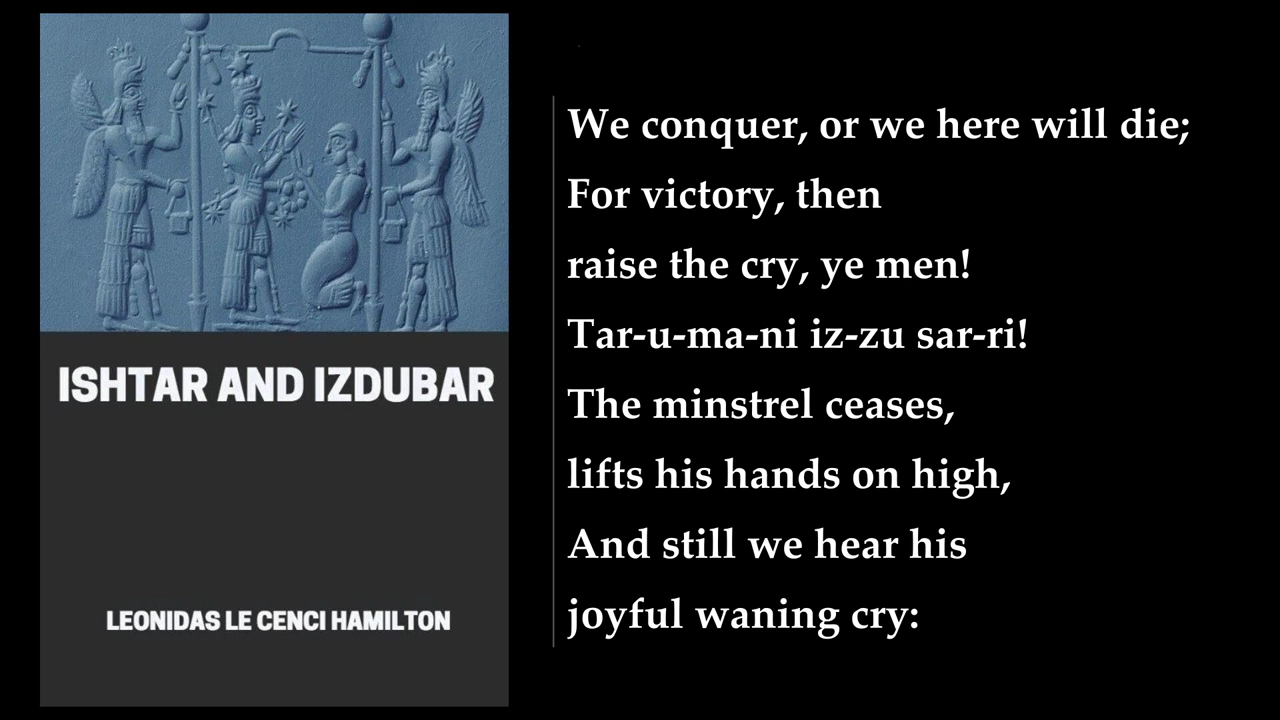 ISHTAR AND IZDUBAR
LEONIDAS LE CENCI HAMILTON
We conquer, or we here will die;
For victory, then
raise the cry, ye men!
Tar-u-ma-ni iz-zu sar-ri!
The minstrel ceases,
lifts his hands on high,
And still we hear his
joyful waning cry: